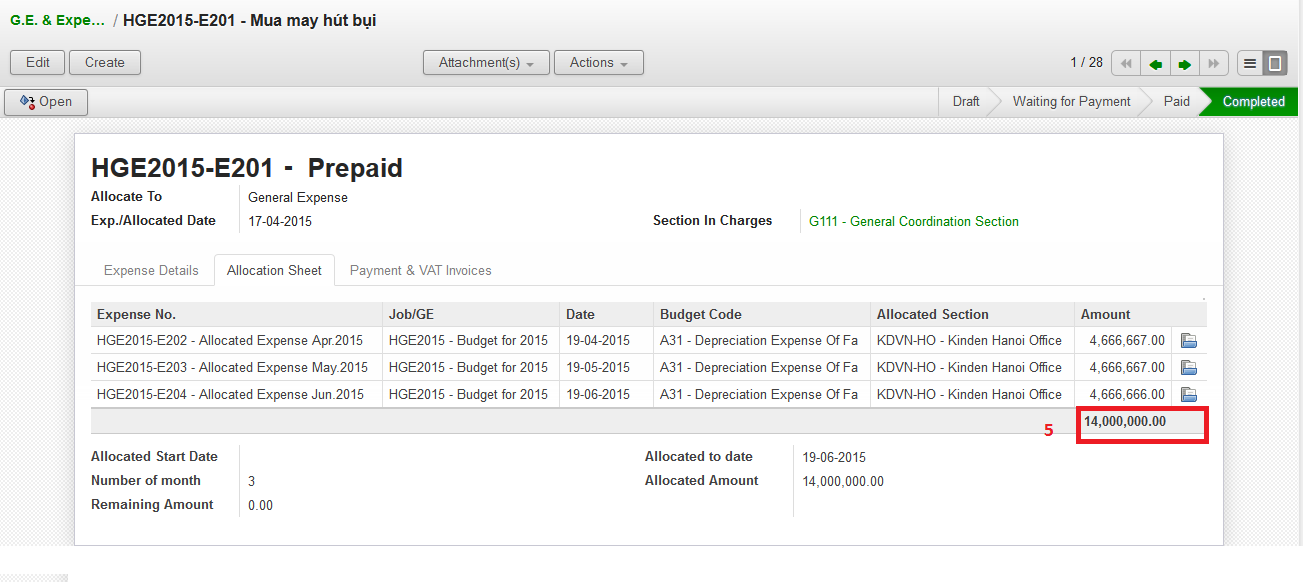 G.E. & Expe... / HGE2015-E201 - Mua may hút bụi
Edit Create Attachment(s) Actions 1 / 28
Open Draft Waiting for Payment Paid Completed
HGE2015-E201 - Prepaid
Allocate To General Expense
Exp./Allocated Date 17-04-2015 Section In Charges G111 - General Coordination Section
Expense Details Allocation Sheet Payment & VAT Invoices
Expense No. Job/GE Date Budget Code Allocated Section Amount
HGE2015-E202 - Allocated Expense Apr.2015 HGE2015 - Budget for 2015 19-04-2015 A31 - Depreciation Expense Of Fa KDVN-HO - Kinden Hanoi Office 4,666,667.00
HGE2015-E203 - Allocated Expense May.2015 HGE2015 - Budget for 2015 19-05-2015 A31 - Depreciation Expense Of Fa KDVN-HO - Kinden Hanoi Office 4,666,667.00
HGE2015-E204 - Allocated Expense Jun.2015 HGE2015 - Budget for 2015 19-06-2015 A31 - Depreciation Expense Of Fa KDVN-HO - Kinden Hanoi Office 4,666,666.00
5 14,000,000.00
Allocated Start Date Allocated to date 19-06-2015
Number of month 3 Allocated Amount 14,000,000.00
Remaining Amount 0.00